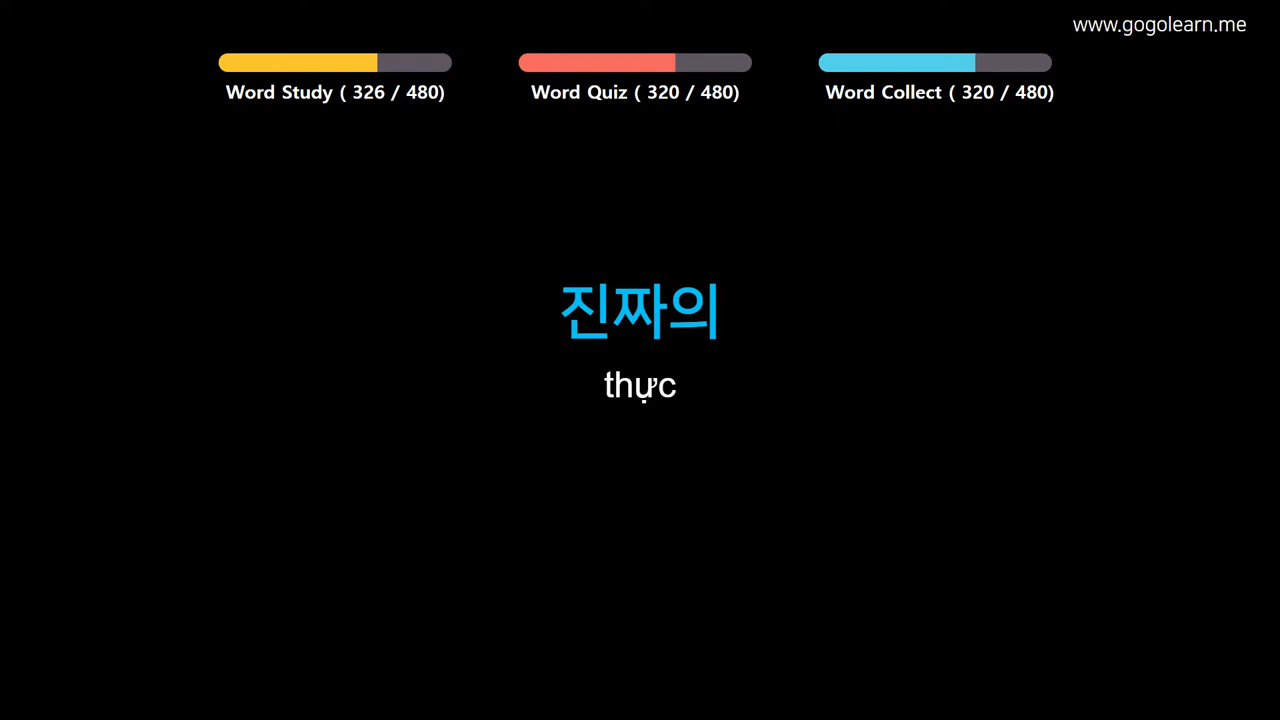 www.gogolearn.me
Word Study ( 326 / 480)
Word Quiz ( 320 / 480)
Word Collect ( 320 / 480)
진짜의
thực